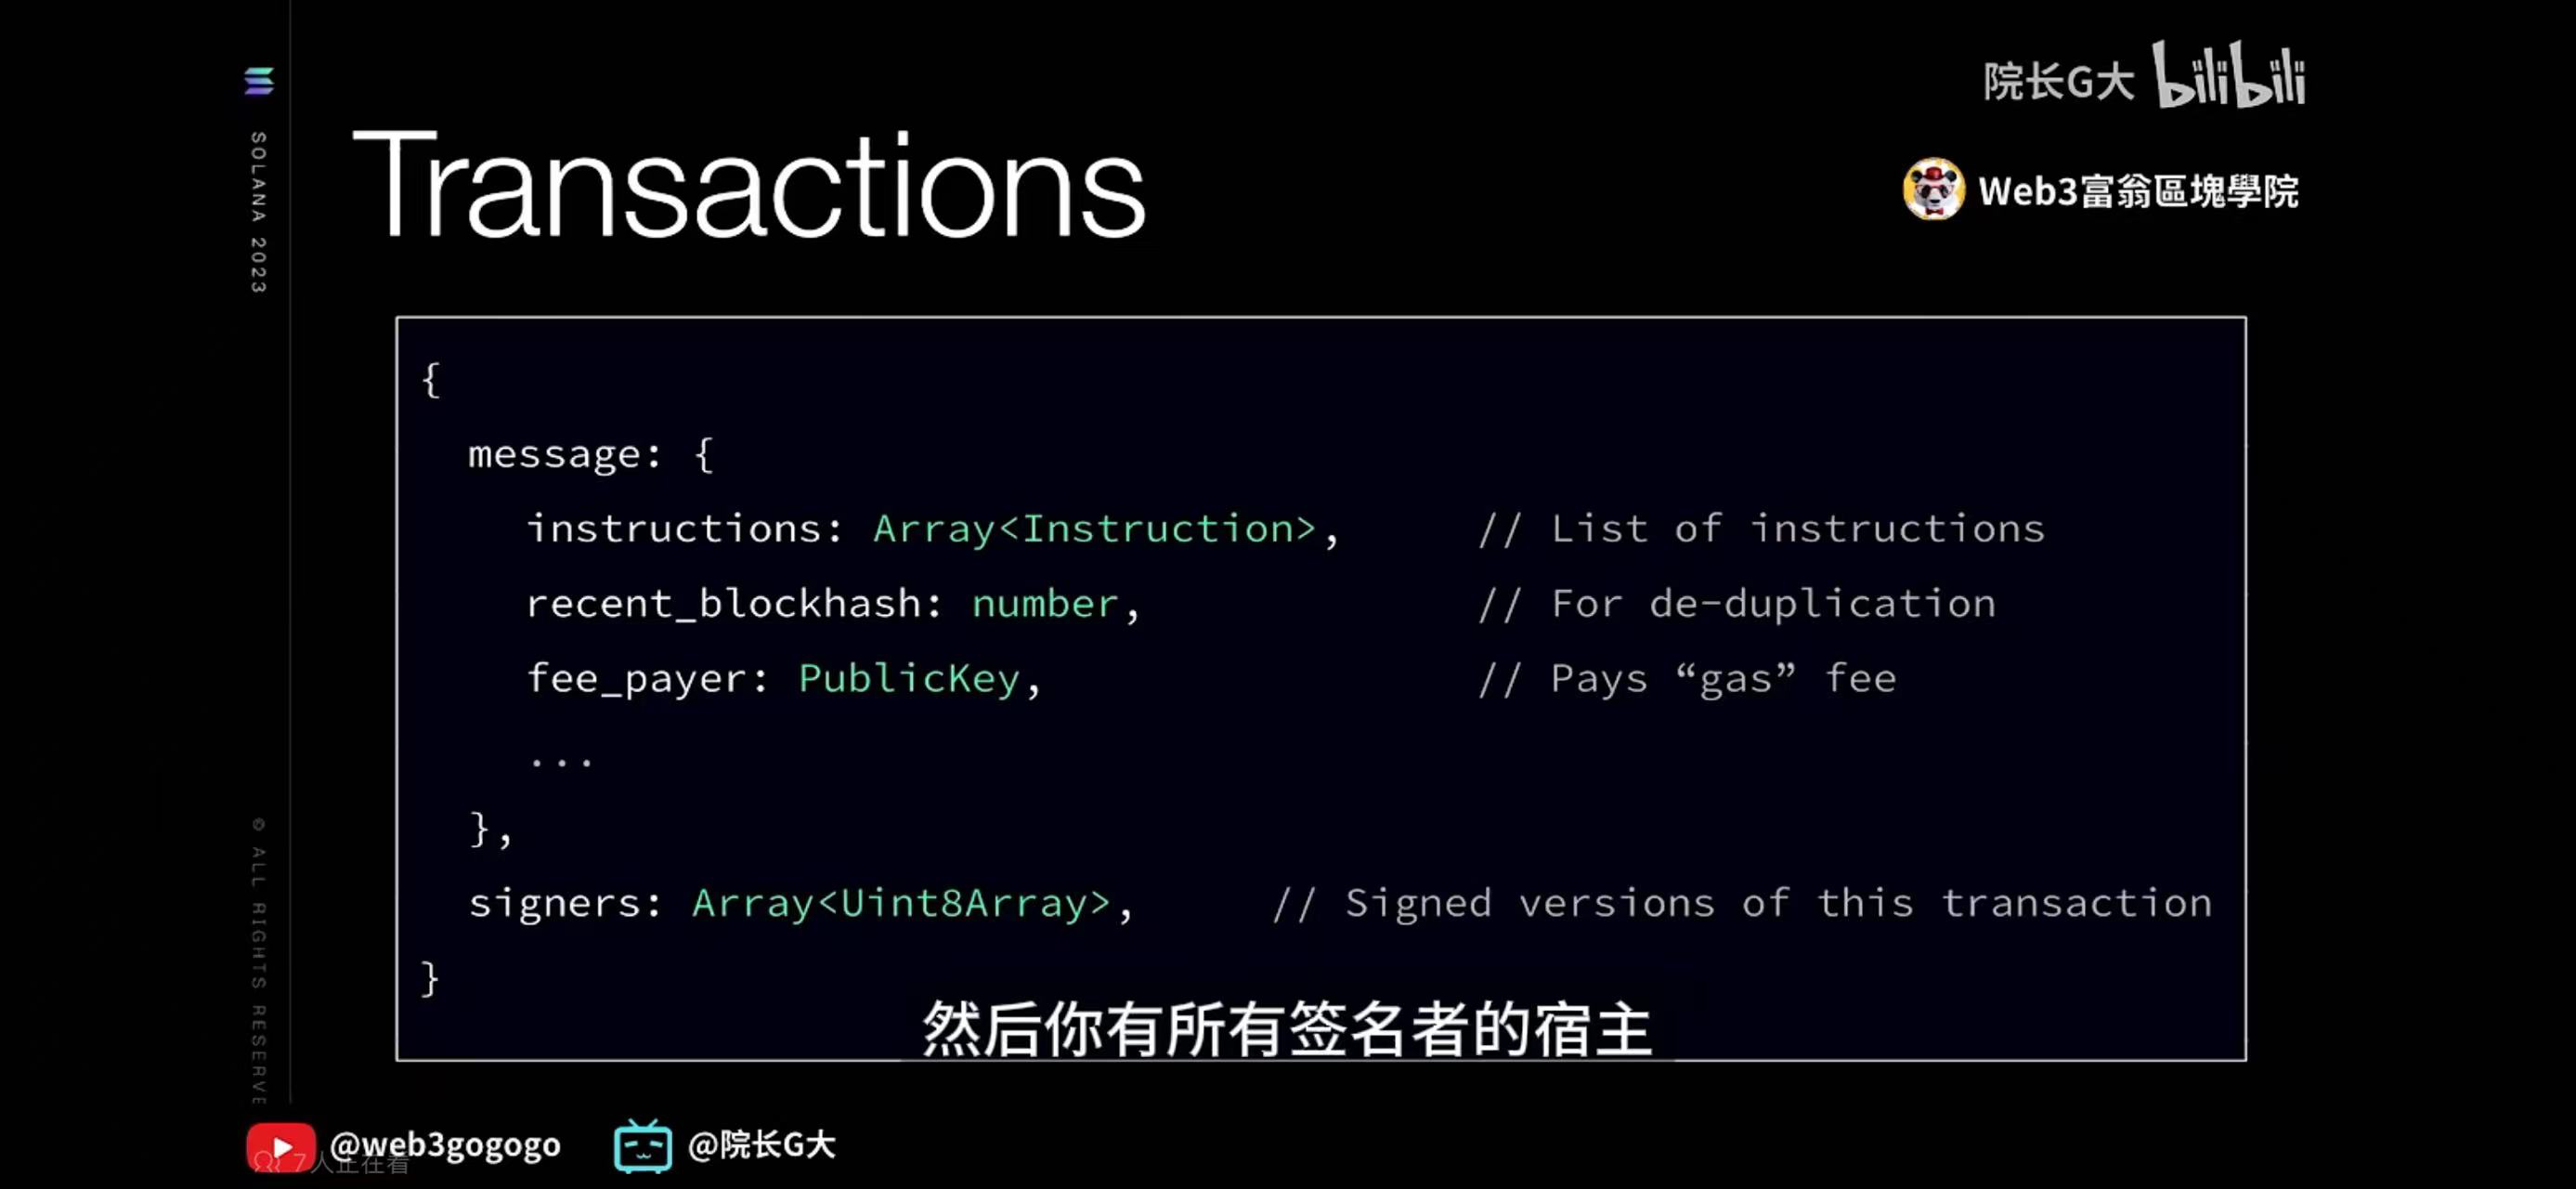 院长G大 bilibili
SOLANA 2023
Transactions
Web3富翁區塊學院
{
message: {
instructions: Array<Instruction>, // List of instructions
recent_blockhash: number, // For de-duplication
fee_payer: PublicKey, // Pays “gas” fee
...
},
signers: Array<Uint8Array>, // Signed versions of this transaction
}
然后你有所有签名者的宿主
© ALL RIGHTS RESERVE
@web3gogogo @院长G大
7人正在看